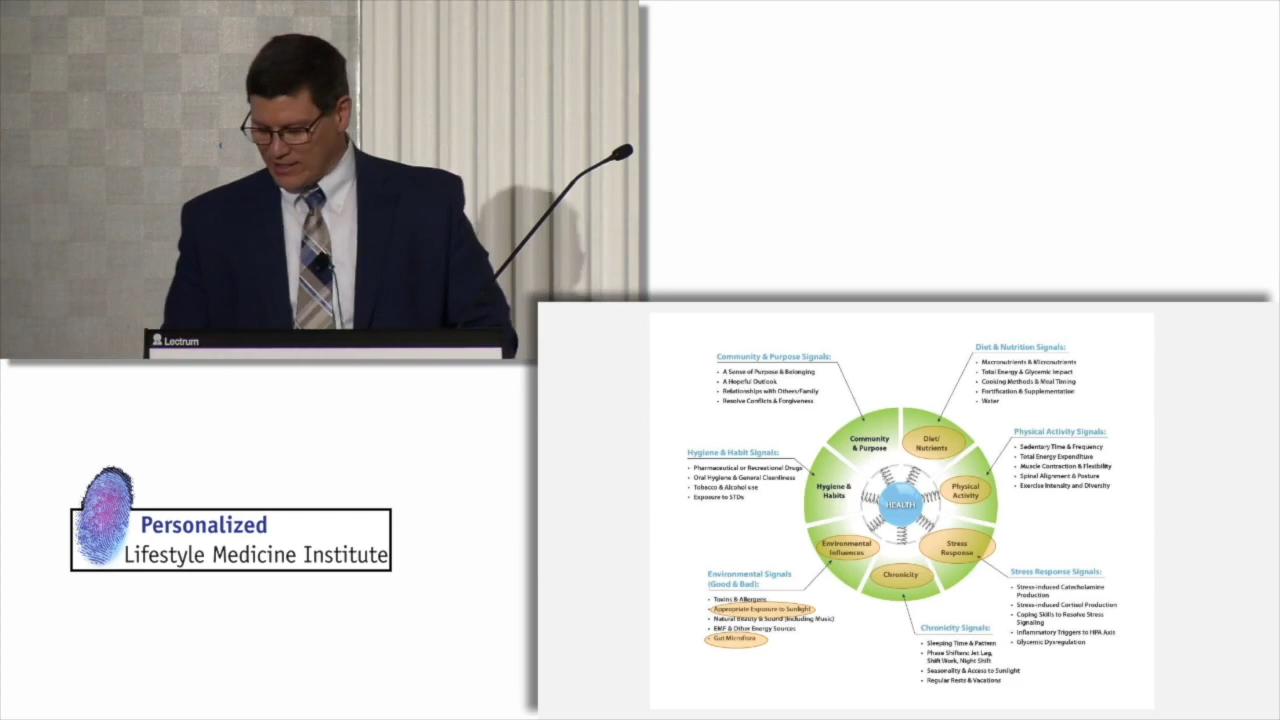 Lectrum
Personalized
Lifestyle Medicine Institute
Community & Purpose Signals:
• A Sense of Purpose & Belonging
• A Hopeful Outlook
• Relationships with Others/Family
• Resolve Conflicts & Forgiveness
Diet & Nutrition Signals:
• Macronutrients & Micronutrients
• Total Energy & Glycemic Impact
• Cooking Methods & Meal Timing
• Fortification & Supplementation
• Water
Hygiene & Habit Signals:
• Pharmaceutical or Recreational Drugs
• Oral Hygiene & General Cleanliness
• Tobacco & Alcohol use
• Exposure to STDs
Physical Activity Signals:
• Sedentary Time & Frequency
• Total Energy Expenditure
• Muscle Contraction & Flexibility
• Spinal Alignment & Posture
• Exercise Intensity and Diversity
Community
& Purpose
Diet/
Nutrients
Hygiene &
Habits
Physical
Activity
HEALTH
Environmental
Influences
Stress
Response
Chronicity
Environmental Signals
(Good & Bad):
• Toxins & Allergens
• Appropriate Exposure to Sunlight
• Natural Beauty & Sound (Including Music)
• EMF & Other Energy Sources
• Gut Microflora
Stress Response Signals:
• Stress-induced Catecholamine
Production
• Stress-induced Cortisol Production
• Coping Skills to Resolve Stress
Signaling
• Inflammatory Triggers to HPA Axis
• Glycemic Dysregulation
Chronicity Signals:
• Sleeping Time & Pattern
• Phase Shifters: Jet Lag,
Shift Work, Night Shift
• Seasonality & Access to Sunlight
• Regular Rests & Vacations